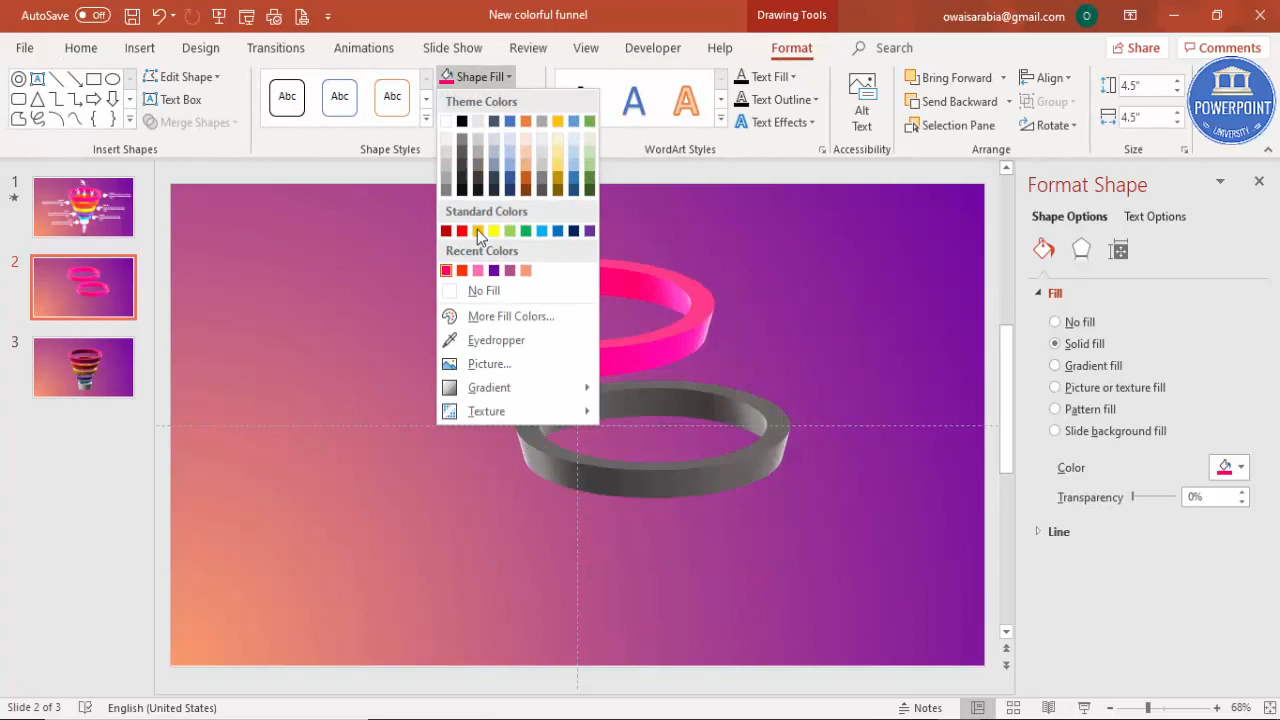 AutoSave Off
New colorful funnel
Drawing Tools
owaisarabia@gmail.com
O
File Home Insert Design Transitions Animations Slide Show Review View Developer Help Format Search
Share Comments
Edit Shape
Text Box
Merge Shapes
Insert Shapes
Abc Abc Abc
Shape Styles
Shape Fill
A A
Text Fill
Text Outline
Text Effects
WordArt Styles
Alt
Text
Accessibility
Bring Forward
Send Backward
Selection Pane
Align
Group
Rotate
Arrange
4.5"
4.5"
Size
POWERPOINT
UNIVERSITY
Theme Colors
Standard Colors
Recent Colors
No Fill
More Fill Colors...
Eyedropper
Picture...
Gradient
Texture
1
2
3
Format Shape
Shape Options Text Options
Fill
No fill
Solid fill
Gradient fill
Picture or texture fill
Pattern fill
Slide background fill
Color
Transparency 0%
Line
Slide 2 of 3
English (United States)
Notes
68%